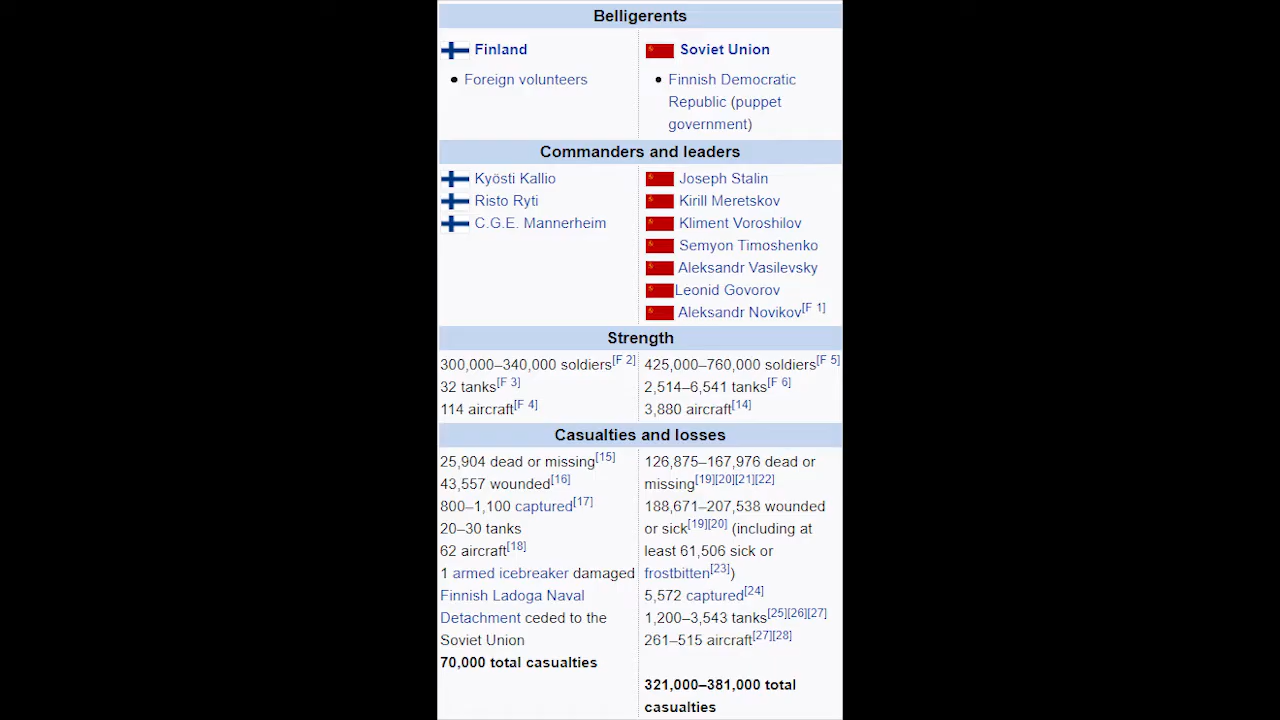 Belligerents
Finland
Foreign volunteers
Soviet Union
Finnish Democratic
Republic (puppet
government)
Commanders and leaders
Kyösti Kallio
Risto Ryti
C.G.E. Mannerheim
Joseph Stalin
Kirill Meretskov
Kliment Voroshilov
Semyon Timoshenko
Aleksandr Vasilevsky
Leonid Govorov
Aleksandr Novikov[F 1]
Strength
300,000–340,000 soldiers[F 2]
32 tanks[F 3]
114 aircraft[F 4]
425,000–760,000 soldiers[F 5]
2,514–6,541 tanks[F 6]
3,880 aircraft[14]
Casualties and losses
25,904 dead or missing[15]
43,557 wounded[16]
800–1,100 captured[17]
20–30 tanks
62 aircraft[18]
1 armed icebreaker damaged
Finnish Ladoga Naval
Detachment ceded to the
Soviet Union
70,000 total casualties
126,875–167,976 dead or
missing[19][20][21][22]
188,671–207,538 wounded
or sick[19][20] (including at
least 61,506 sick or
frostbitten[23])
5,572 captured[24]
1,200–3,543 tanks[25][26][27]
261–515 aircraft[27][28]
321,000–381,000 total
casualties